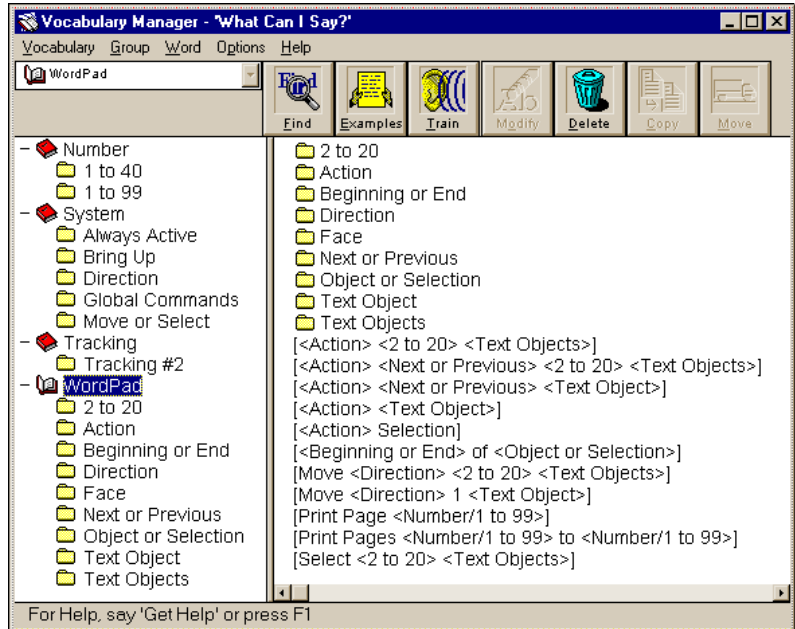 Vocabulary Manager - 'What Can I Say?'
Vocabulary Group Word Options Help
WordPad
Find
Find Examples Train Modify Delete Copy Move
Number
1 to 40
1 to 99
System
Always Active
Bring Up
Direction
Global Commands
Move or Select
Tracking
Tracking #2
WordPad
2 to 20
Action
Beginning or End
Direction
Face
Next or Previous
Object or Selection
Text Object
Text Objects
2 to 20
Action
Beginning or End
Direction
Face
Next or Previous
Object or Selection
Text Object
Text Objects
[<Action> <2 to 20> <Text Objects>]
[<Action> <Next or Previous> <2 to 20> <Text Objects>]
[<Action> <Next or Previous> <Text Object>]
[<Action> <Text Object>]
[<Action> Selection]
[<Beginning or End> of <Object or Selection>]
[Move <Direction> <2 to 20> <Text Objects>]
[Move <Direction> 1 <Text Object>]
[Print Page <Number/1 to 99>]
[Print Pages <Number/1 to 99> to <Number/1 to 99>]
[Select <2 to 20> <Text Objects>]
For Help, say 'Get Help' or press F1